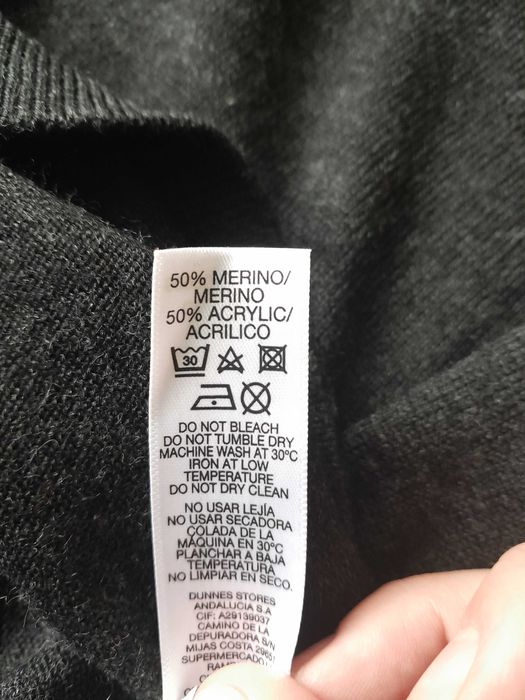 50% MERINO/
MERINO
50% ACRYLIC/
ACRILICO
30
DO NOT BLEACH
DO NOT TUMBLE DRY
MACHINE WASH AT 30ºC
IRON AT LOW
TEMPERATURE
DO NOT DRY CLEAN
NO USAR LEJÍA
NO USAR SECADORA
COLADA DE LA
MÁQUINA EN 30ºC
PLANCHAR A BAJA
TEMPERATURA
NO LIMPIAR EN SECO.
DUNNES STORES
ANDALUCIA S.A
CIF: A29139037
CAMINO DE LA
DEPURADORA S/N
MIJAS COSTA
SUPERMERCADO